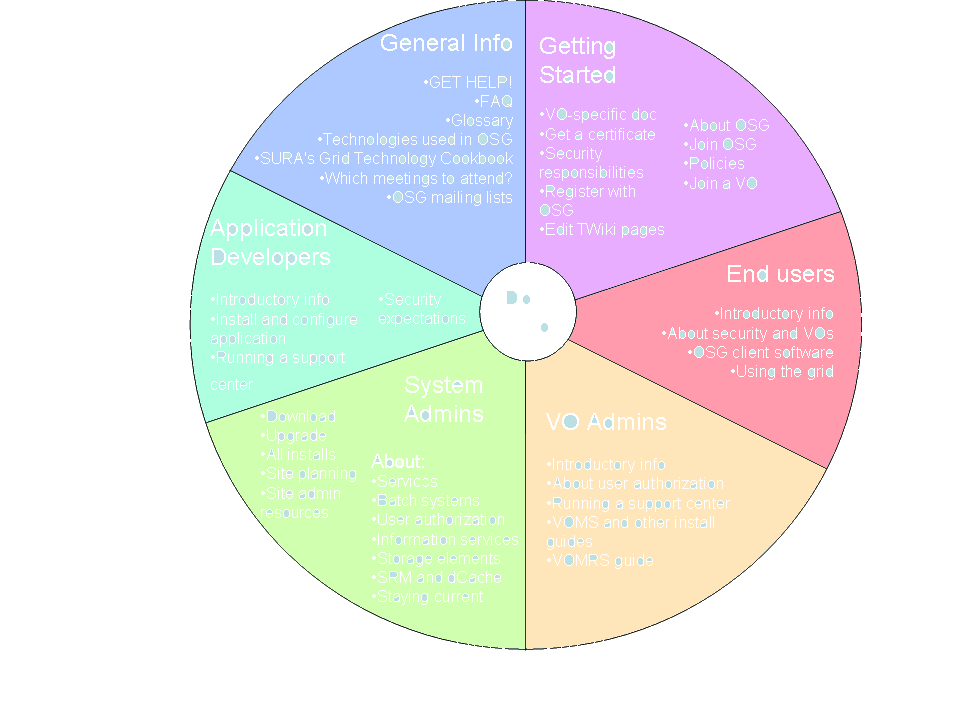 General Info
•GET HELP!
•FAQ
•Glossary
•Technologies used in OSG
•SURA's Grid Technology Cookbook
•Which meetings to attend?
•OSG mailing lists
Getting
Started
•VO-specific doc
•Get a certificate
•Security
responsibilities
•Register with
OSG
•Edit TWiki pages
•About OSG
•Join OSG
•Policies
•Join a VO
Application
Developers
•Introductory info
•Install and configure
application
•Running a support
center
•Security
expectations
End users
•Introductory info
•About security and VOs
•OSG client software
•Using the grid
System
Admins
•Download
•Upgrade
•All installs
•Site planning
•Site admin
resources
About:
•Services
•Batch systems
•User authorization
•Information services
•Storage elements
•SRM and dCache
•Staying current
VO Admins
•Introductory info
•About user authorization
•Running a support center
•VOMS and other install
guides
•VOMRS guide